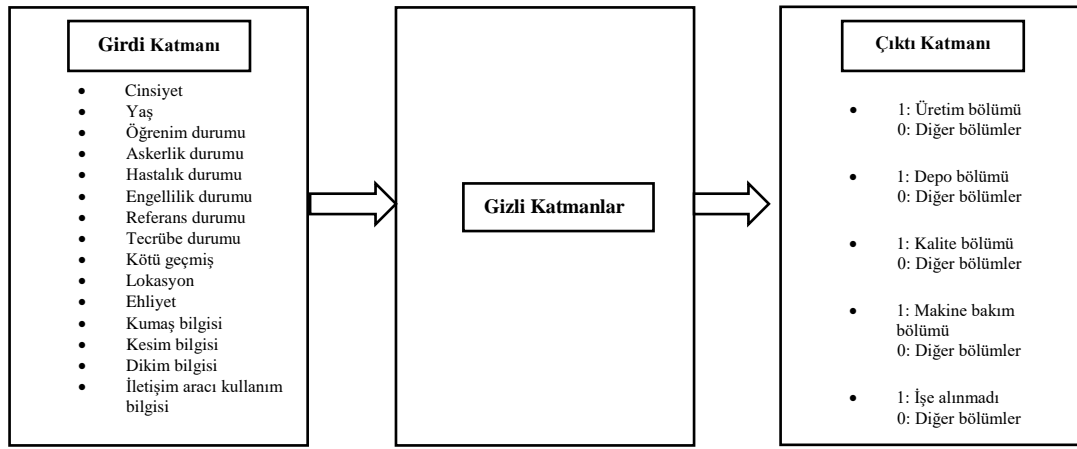 Girdi Katmanı
• Cinsiyet
• Yaş
• Öğrenim durumu
• Askerlik durumu
• Hastalık durumu
• Engellilik durumu
• Referans durumu
• Tecrübe durumu
• Kötü geçmiş
• Lokasyon
• Ehliyet
• Kumaş bilgisi
• Kesim bilgisi
• Dikim bilgisi
• İletişim aracı kullanım
bilgisi
Gizli Katmanlar
Çıktı Katmanı
• 1: Üretim bölümü
0: Diğer bölümler
• 1: Depo bölümü
0: Diğer bölümler
• 1: Kalite bölümü
0: Diğer bölümler
• 1: Makine bakım
bölümü
0: Diğer bölümler
• 1: İşe alınmadı
0: Diğer bölümler